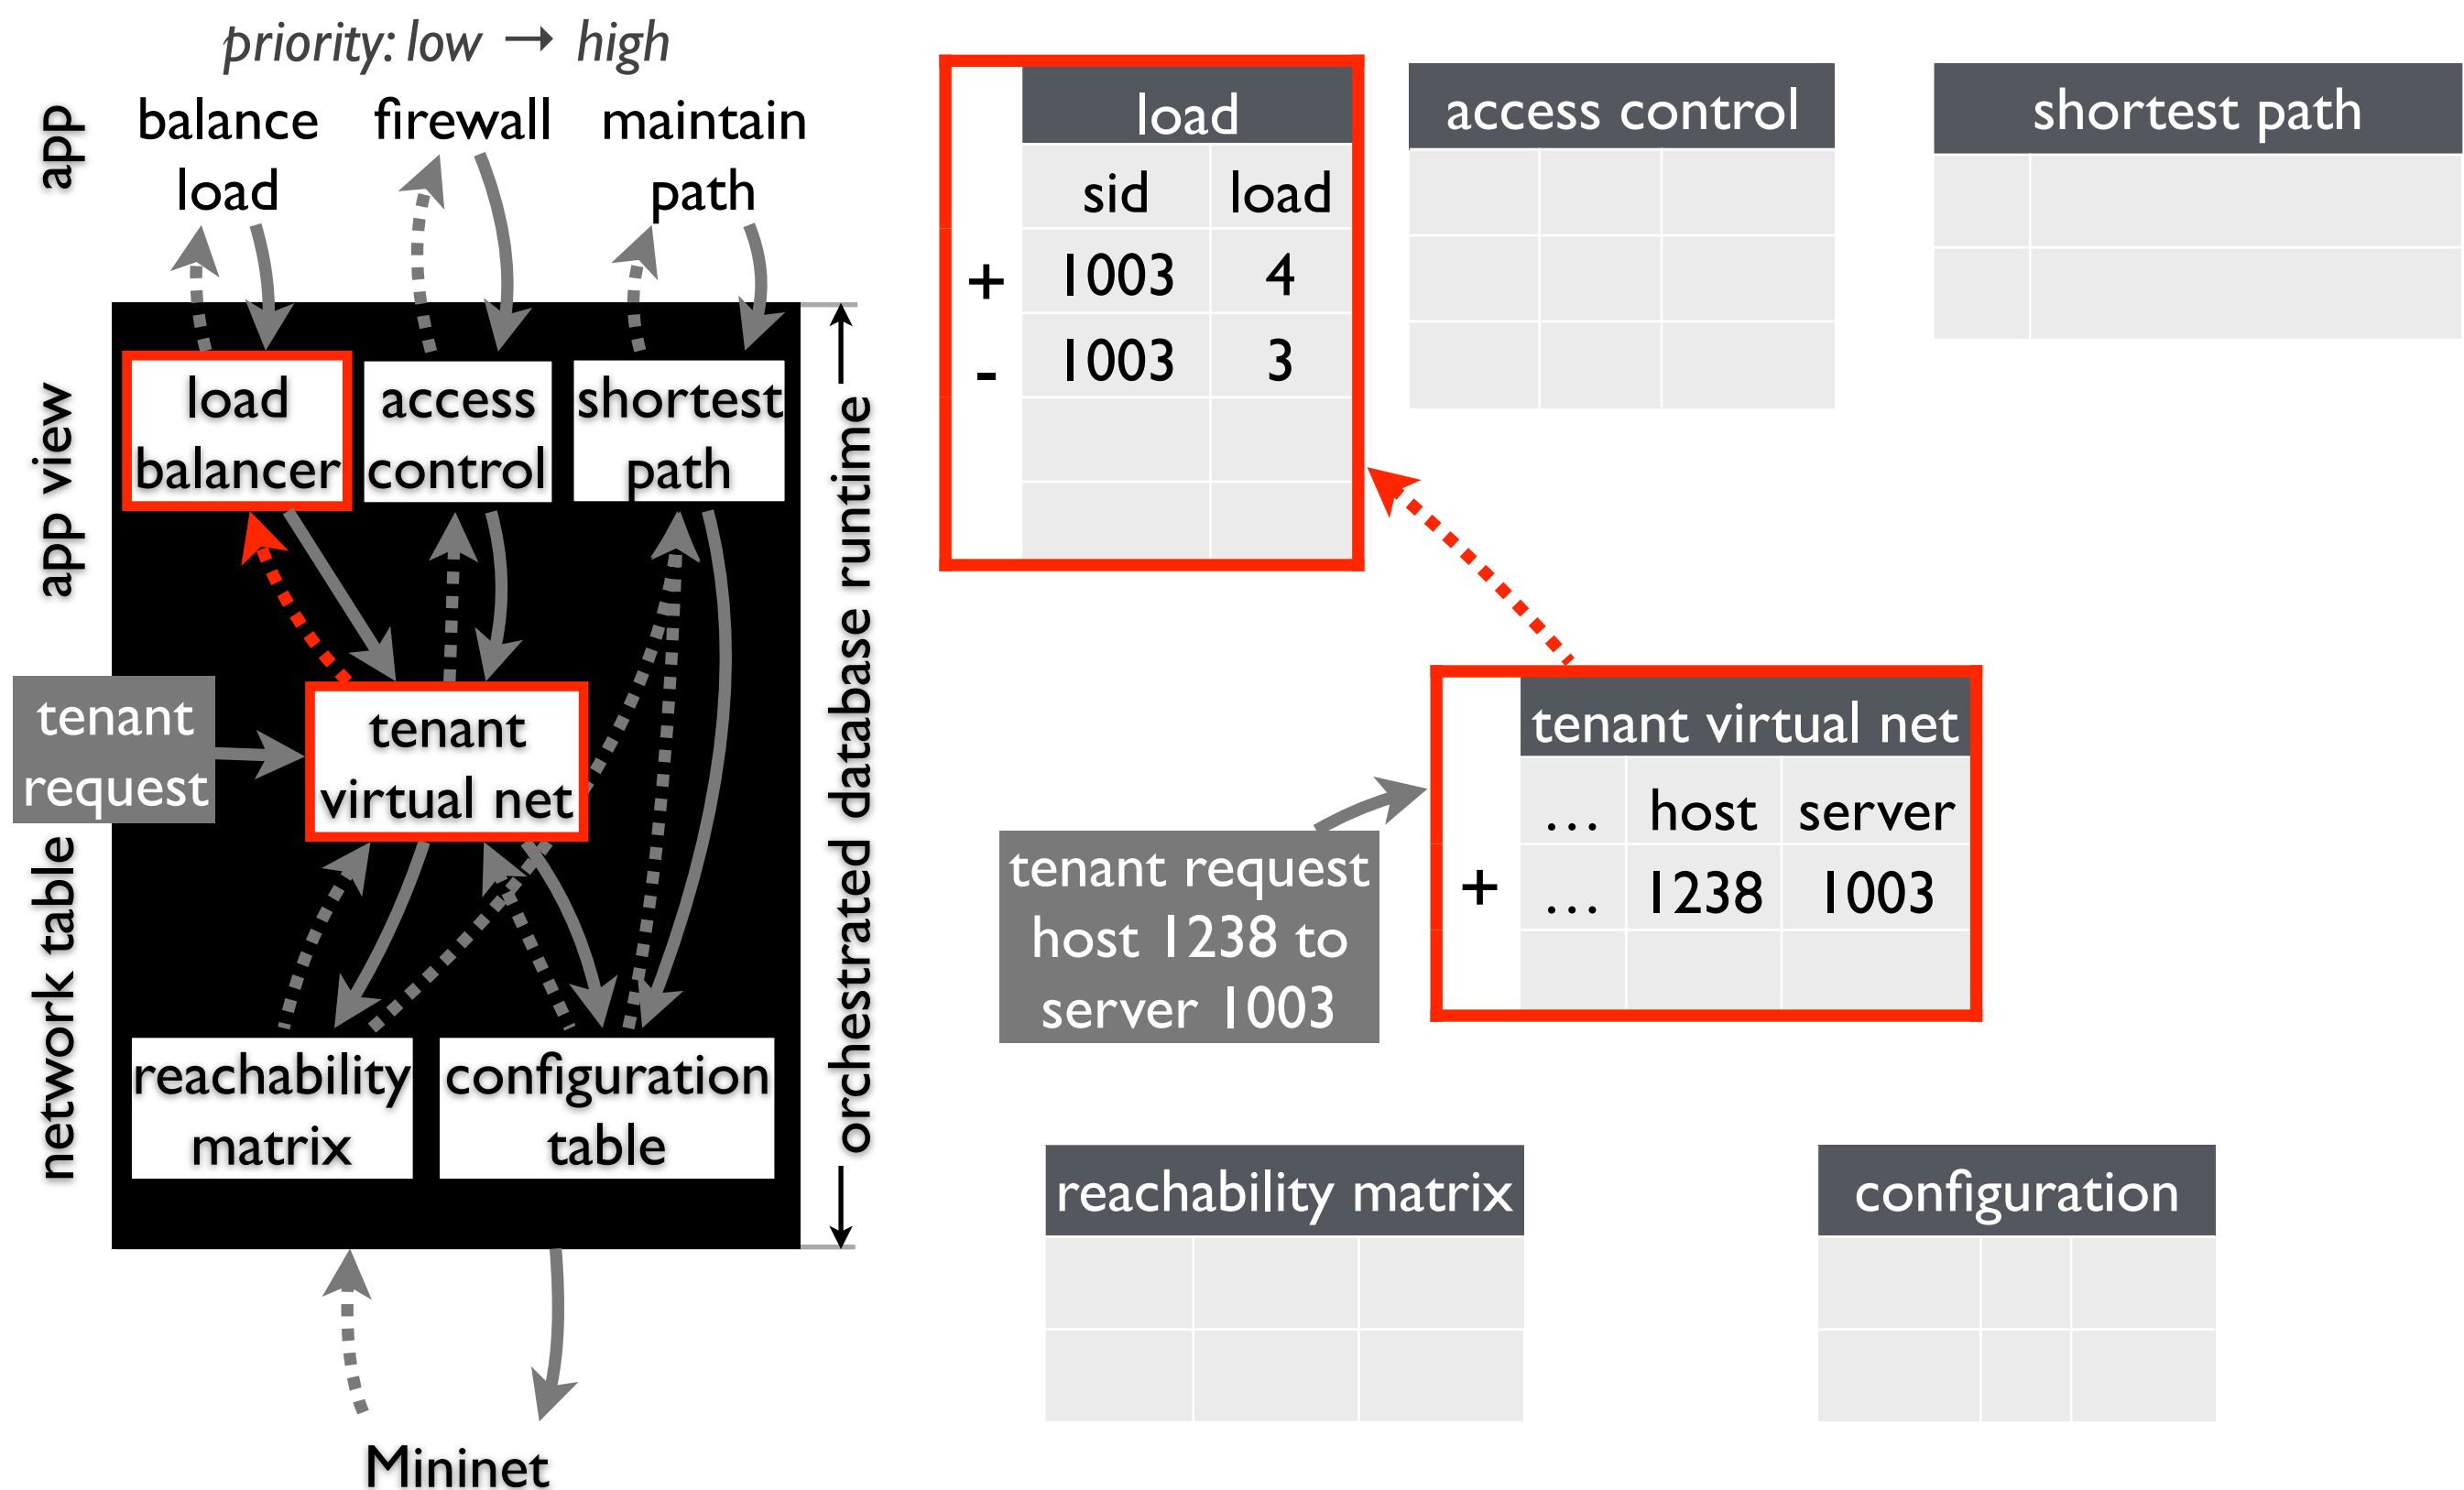 priority: low → high
app
balance
load
firewall
maintain
path
app view
load
balancer
access
control
shortest
path
orchestrated database runtime
tenant
request
tenant
virtual net
network table
reachability
matrix
configuration
table
Mininet
load
sid load
+ 1003 4
- 1003 3
access control
shortest path
tenant request
host 1238 to
server 1003
tenant virtual net
... host server
+ ... 1238 1003
reachability matrix
configuration